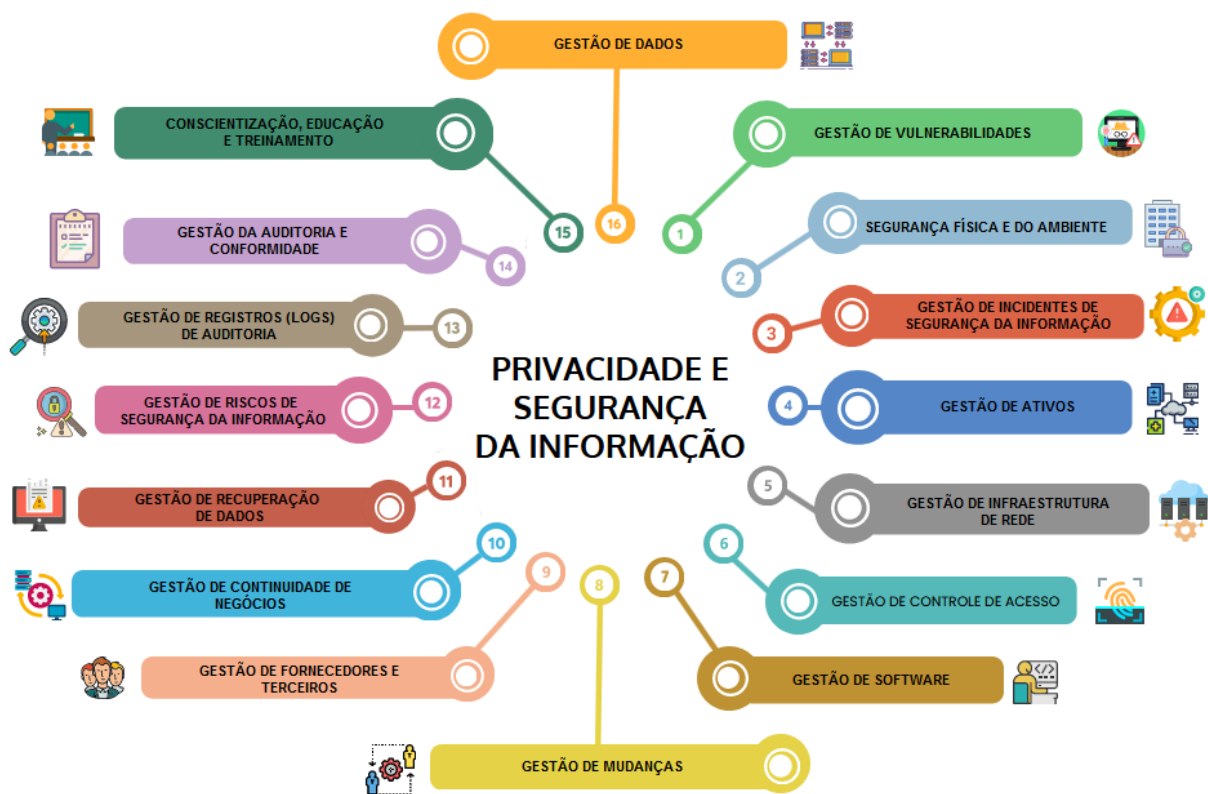 PRIVACIDADE E
SEGURANÇA
DA INFORMAÇÃO
1
GESTÃO DE VULNERABILIDADES
2
SEGURANÇA FÍSICA E DO AMBIENTE
3
GESTÃO DE INCIDENTES DE
SEGURANÇA DA INFORMAÇÃO
4
GESTÃO DE ATIVOS
5
GESTÃO DE INFRAESTRUTURA
DE REDE
6
GESTÃO DE CONTROLE DE ACESSO
7
GESTÃO DE SOFTWARE
8
GESTÃO DE MUDANÇAS
9
GESTÃO DE FORNECEDORES E
TERCEIROS
10
GESTÃO DE CONTINUIDADE DE
NEGÓCIOS
11
GESTÃO DE RECUPERAÇÃO
DE DADOS
12
GESTÃO DE RISCOS DE
SEGURANÇA DA INFORMAÇÃO
13
GESTÃO DE REGISTROS (LOGS)
DE AUDITORIA
14
GESTÃO DA AUDITORIA E
CONFORMIDADE
15
CONSCIENTIZAÇÃO, EDUCAÇÃO
E TREINAMENTO
16
GESTÃO DE DADOS